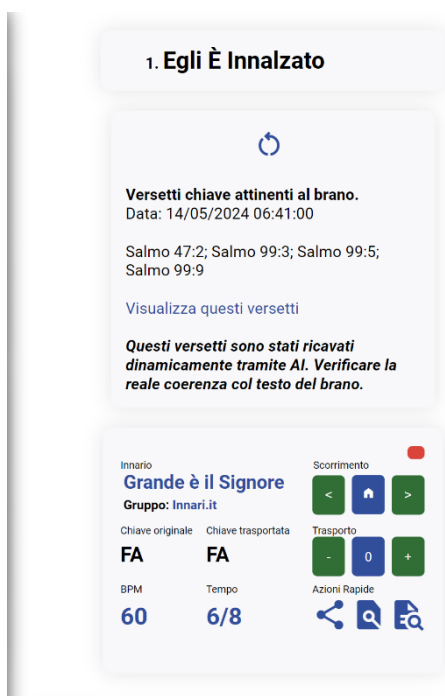 1. Egli È Innalzato
Versetti chiave attinenti al brano.
Data: 14/05/2024 06:41:00
Salmo 47:2; Salmo 99:3; Salmo 99:5;
Salmo 99:9
Visualizza questi versetti
Questi versetti sono stati ricavati
dinamicamente tramite AI. Verificare la
reale coerenza col testo del brano.
Innario
Grande è il Signore
Gruppo: Innari.it
Scorrimento
< >
Chiave originale Chiave trasportata
FA FA
Trasporto
- 0 +
BPM Tempo
60 6/8
Azioni Rapide